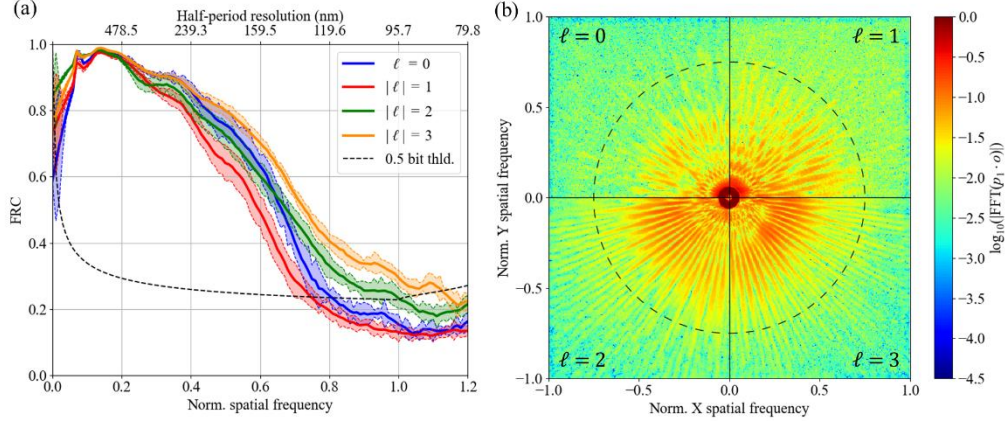 (a)
Half-period resolution (nm)
478.5 239.3 159.5 119.6 95.7 79.8
1.0
0.8
0.6
0.4
0.2
0.0
FRC
ℓ = 0
|ℓ| = 1
|ℓ| = 2
|ℓ| = 3
0.5 bit thld.
0.0 0.2 0.4 0.6 0.8 1.0 1.2
Norm. spatial frequency
(b)
1.0
0.5
0.0
−0.5
−1.0
Norm. Y spatial frequency
ℓ = 0
ℓ = 1
ℓ = 2
ℓ = 3
−1.0 −0.5 0.0 0.5 1.0
Norm. X spatial frequency
0.0
−0.5
−1.0
−1.5
−2.0
−2.5
−3.0
−3.5
−4.0
−4.5
log₁₀(|FFT(p₁ · o)|)